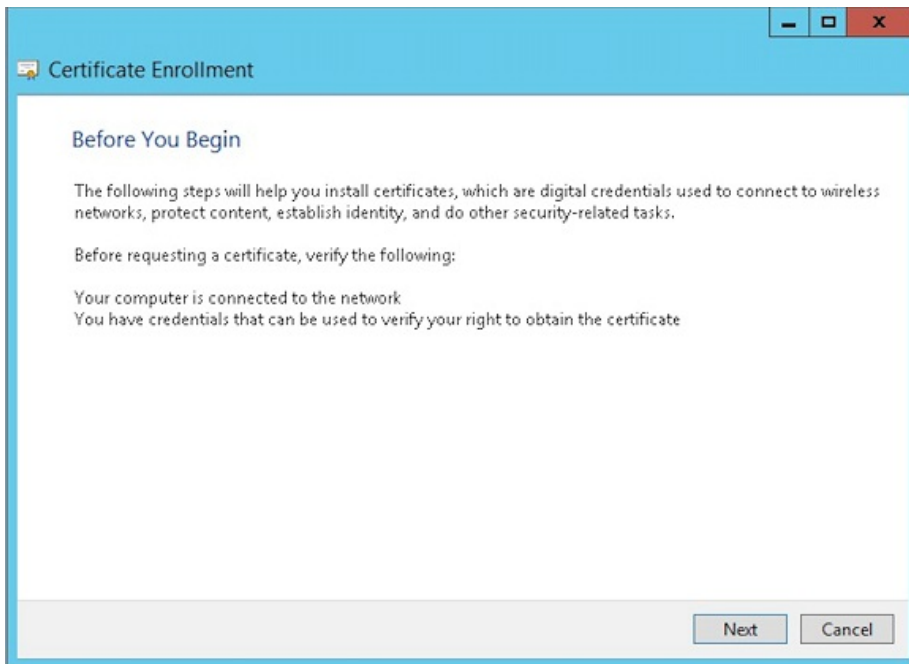 Certificate Enrollment
Before You Begin
The following steps will help you install certificates, which are digital credentials used to connect to wireless
networks, protect content, establish identity, and do other security-related tasks.
Before requesting a certificate, verify the following:
Your computer is connected to the network
You have credentials that can be used to verify your right to obtain the certificate
Next Cancel